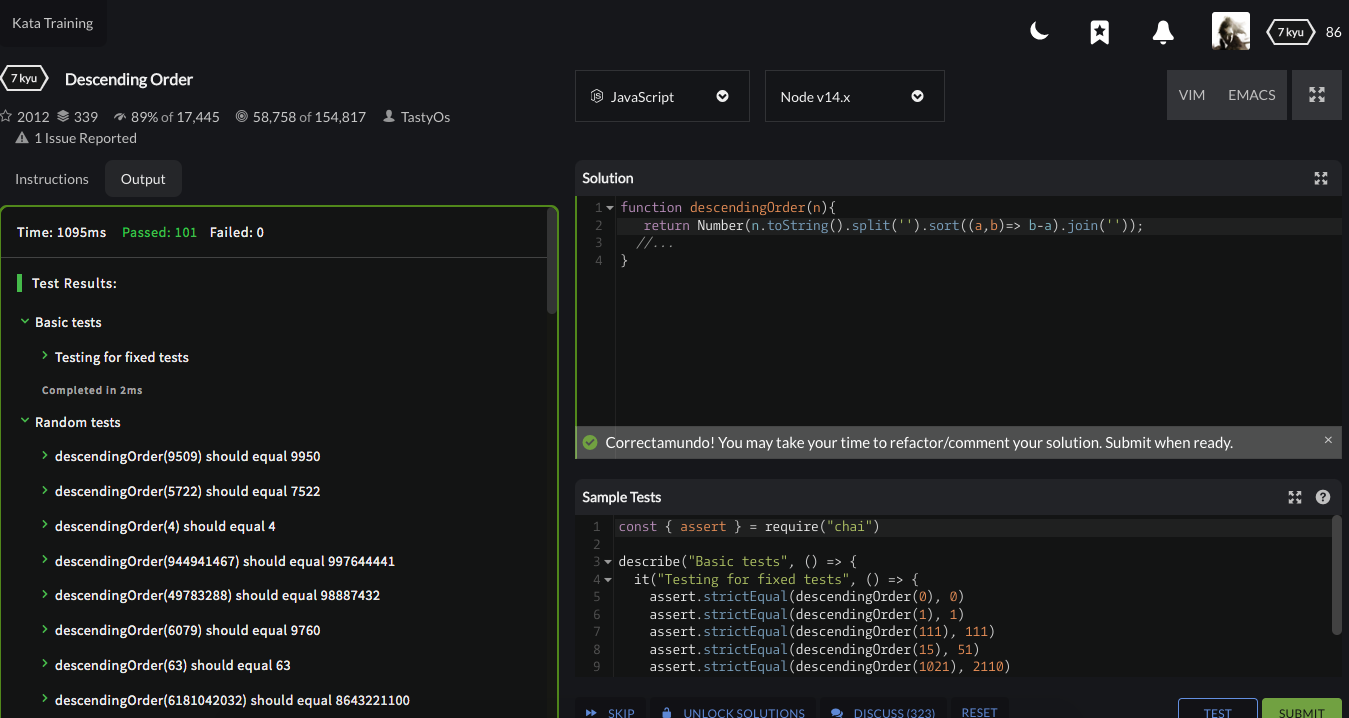 Kata Training
7 kyu 86
7 kyu Descending Order
2012 339 89% of 17,445 58,758 of 154,817 TastyOs
1 Issue Reported
Instructions Output
Time: 1095ms Passed: 101 Failed: 0
Test Results:
Basic tests
Testing for fixed tests
Completed in 2ms
Random tests
descendingOrder(9509) should equal 9950
descendingOrder(5722) should equal 7522
descendingOrder(4) should equal 4
descendingOrder(944941467) should equal 997644441
descendingOrder(49783288) should equal 98887432
descendingOrder(6079) should equal 9760
descendingOrder(63) should equal 63
descendingOrder(6181042032) should equal 8643221100
JavaScript Node v14.x VIM EMACS
Solution
1 function descendingOrder(n){
2 return Number(n.toString().split('').sort((a,b)=> b-a).join(''));
3 //...
4 }
Correctamundo! You may take your time to refactor/comment your solution. Submit when ready. ×
Sample Tests ?
1 const { assert } = require("chai")
2
3 describe("Basic tests", () => {
4 it("Testing for fixed tests", () => {
5 assert.strictEqual(descendingOrder(0), 0)
6 assert.strictEqual(descendingOrder(1), 1)
7 assert.strictEqual(descendingOrder(111), 111)
8 assert.strictEqual(descendingOrder(15), 51)
9 assert.strictEqual(descendingOrder(1021), 2110)
SKIP UNLOCK SOLUTIONS DISCUSS (323) RESET TEST SUBMIT